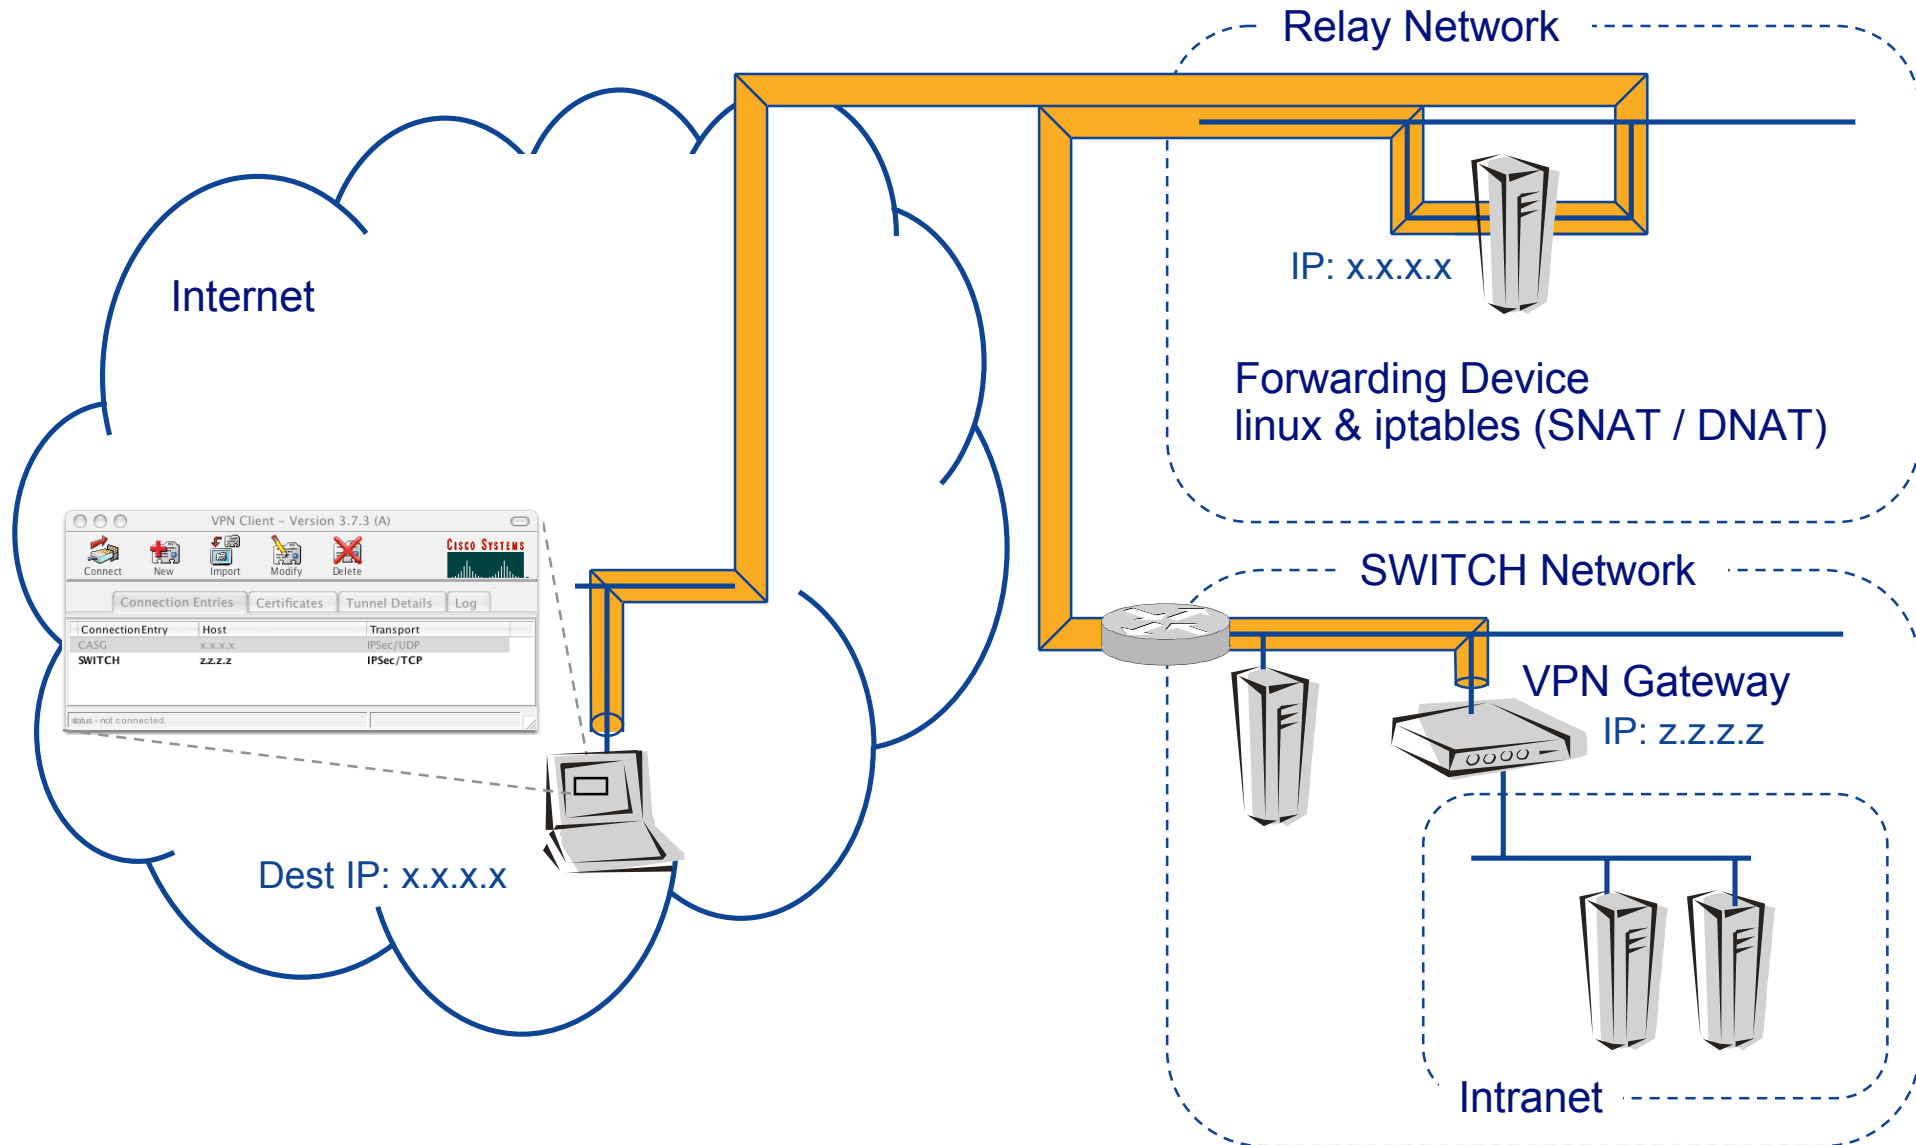 Relay Network
IP: x.x.x.x
Internet
Forwarding Device
linux & iptables (SNAT / DNAT)
VPN Client – Version 3.7.3 (A)
Connect New Import Modify Delete
CISCO SYSTEMS
Connection Entries Certificates Tunnel Details Log
ConnectionEntry Host Transport
CASG x.x.x.x IPSec/UDP
SWITCH z.z.z.z IPSec/TCP
status - not connected.
Dest IP: x.x.x.x
SWITCH Network
VPN Gateway
IP: z.z.z.z
Intranet